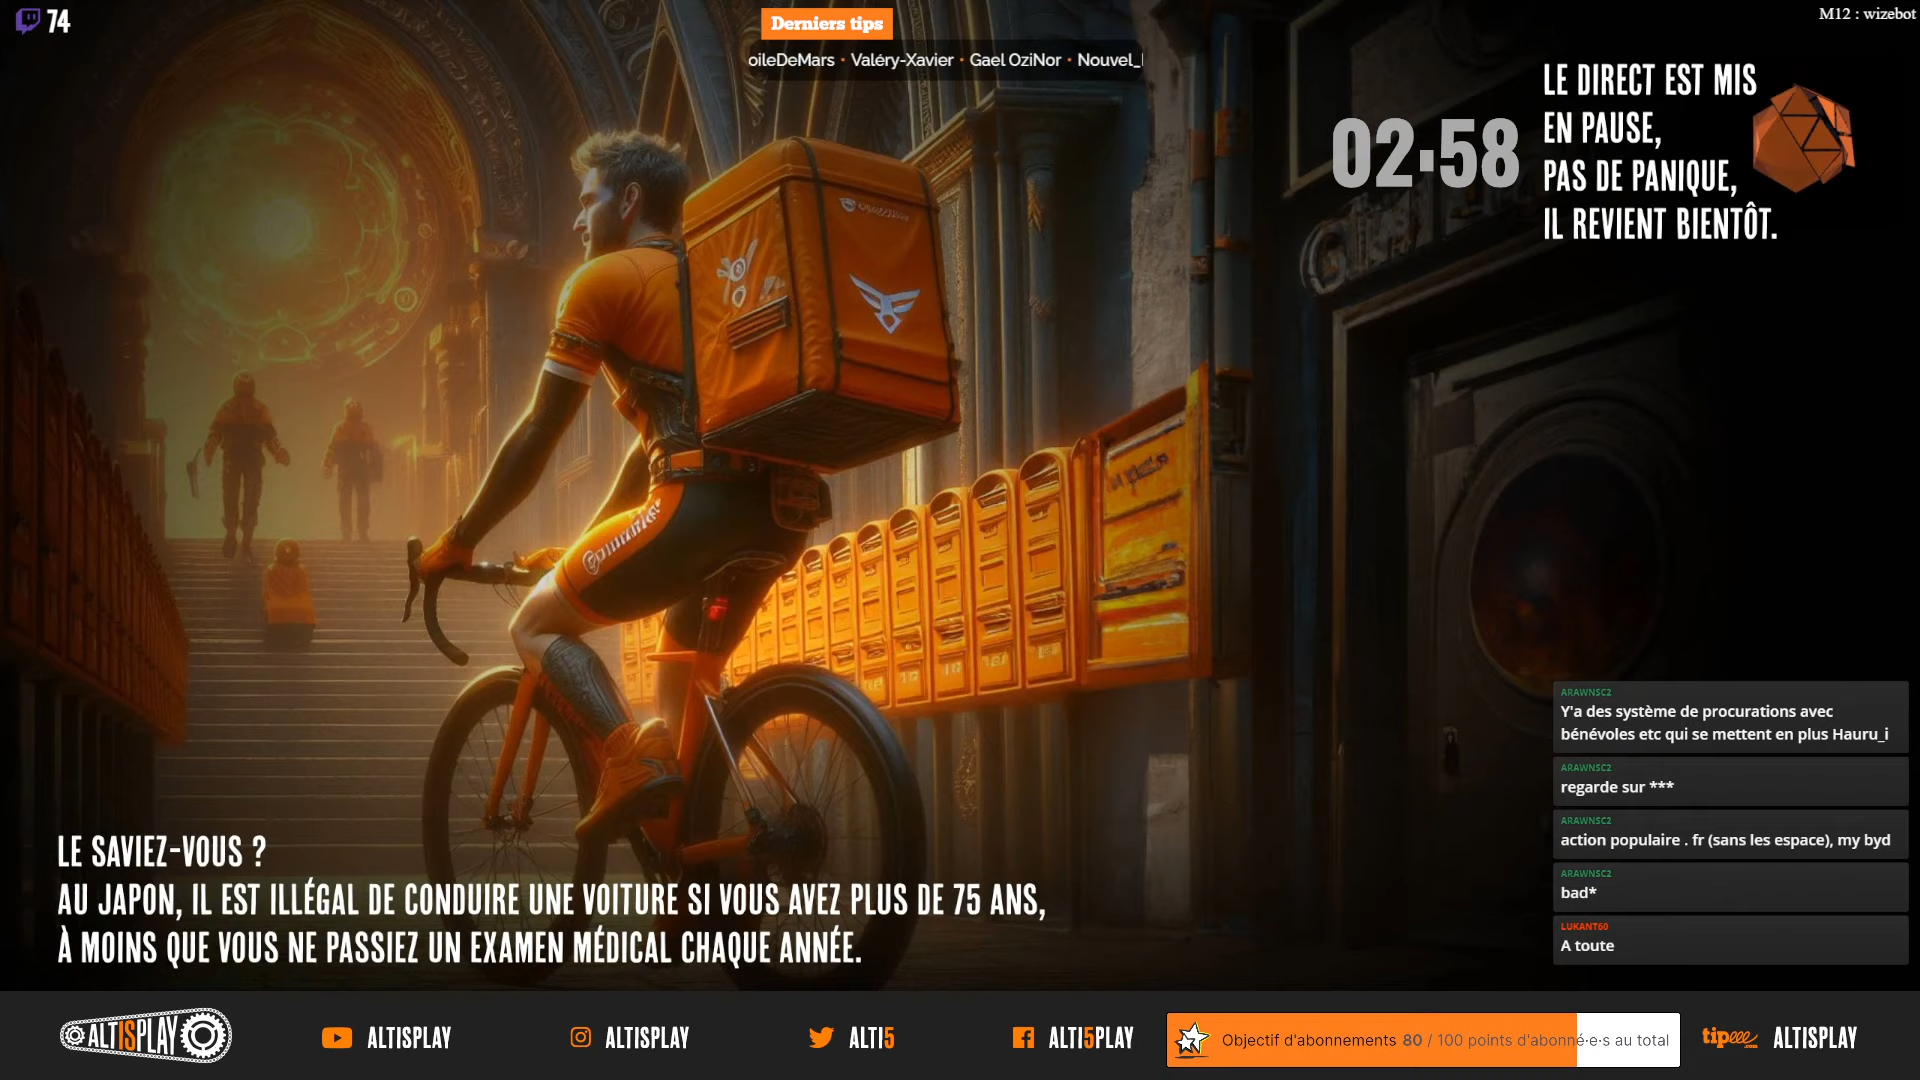 74
Derniers tips
oileDeMars • Valéry-Xavier • Gael OziNor • Nouvel_
M12 : wizebot
02:58
LE DIRECT EST MIS
EN PAUSE,
PAS DE PANIQUE,
IL REVIENT BIENTÔT.
ARAWNSC2
Y'a des système de procurations avec
bénévoles etc qui se mettent en plus Hauru_i
ARAWNSC2
regarde sur ***
ARAWNSC2
action populaire . fr (sans les espace), my byd
ARAWNSC2
bad*
LUKANT60
A toute
LE SAVIEZ-VOUS ?
AU JAPON, IL EST ILLÉGAL DE CONDUIRE UNE VOITURE SI VOUS AVEZ PLUS DE 75 ANS,
À MOINS QUE VOUS NE PASSIEZ UN EXAMEN MÉDICAL CHAQUE ANNÉE.
ALTISPLAY
ALTISPLAY
ALTISPLAY
ALTI5
ALTI5PLAY
Objectif d'abonnements 80 / 100 points d'abonné·e·s au total
tipeee.com
ALTISPLAY